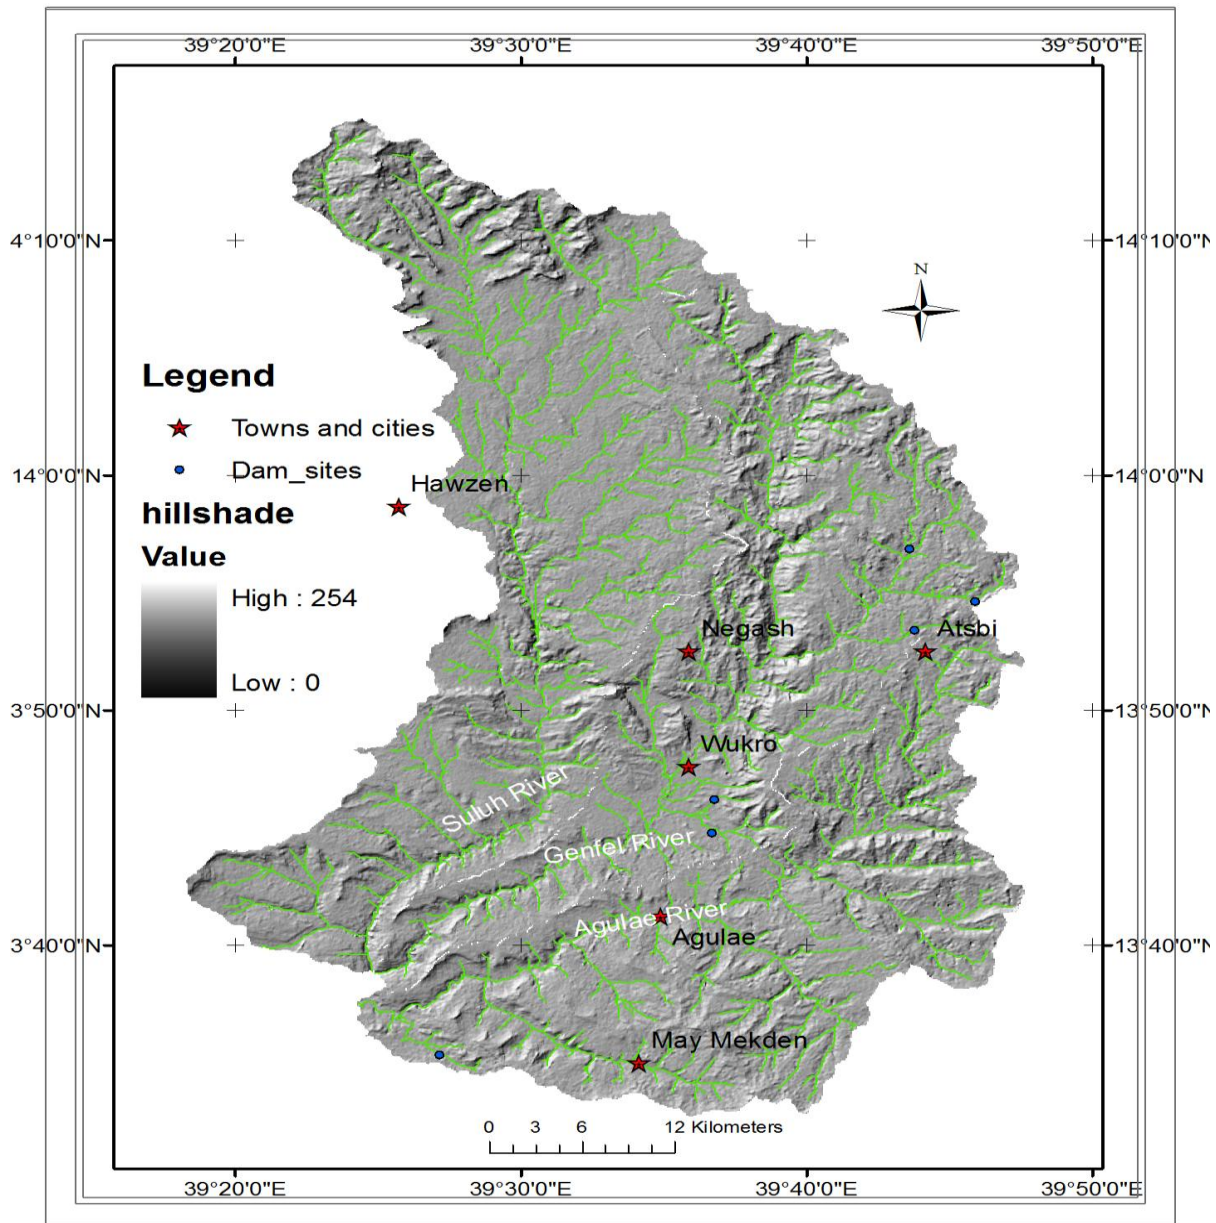 39°20'0"E 39°30'0"E 39°40'0"E 39°50'0"E
4°10'0"N 14°10'0"N
N
Legend
Towns and cities
Dam_sites
14°0'0"N 14°0'0"N
Hawzen
hillshade
Value
High : 254
Low : 0
Negash Atsbi
3°50'0"N 13°50'0"N
Wukro
Suluh River
Genfel River
Agulae River
Agulae
3°40'0"N 13°40'0"N
May Mekden
0 3 6 12 Kilometers
39°20'0"E 39°30'0"E 39°40'0"E 39°50'0"E